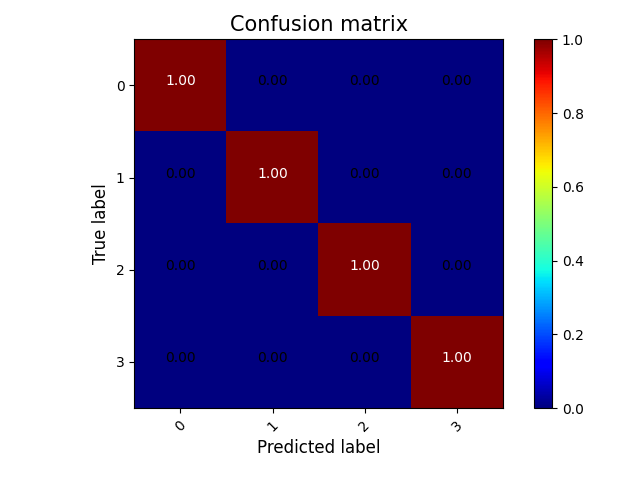 Confusion matrix
0 1.00 0.00 0.00 0.00
1 0.00 1.00 0.00 0.00
2 0.00 0.00 1.00 0.00
3 0.00 0.00 0.00 1.00
0 1 2 3
True label
Predicted label
1.0
0.8
0.6
0.4
0.2
0.0